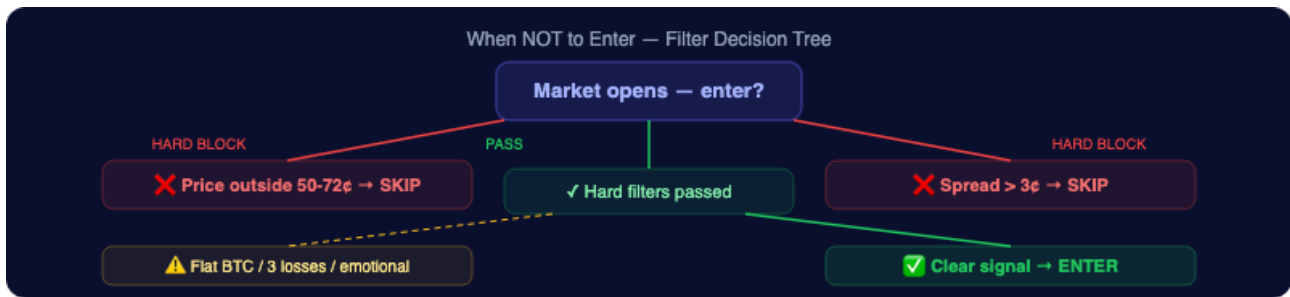 When NOT to Enter — Filter Decision Tree
Market opens — enter?
HARD BLOCK
PASS
HARD BLOCK
❌ Price outside 50-72¢ → SKIP
✓ Hard filters passed
❌ Spread > 3¢ → SKIP
⚠️ Flat BTC / 3 losses / emotional
✅ Clear signal → ENTER